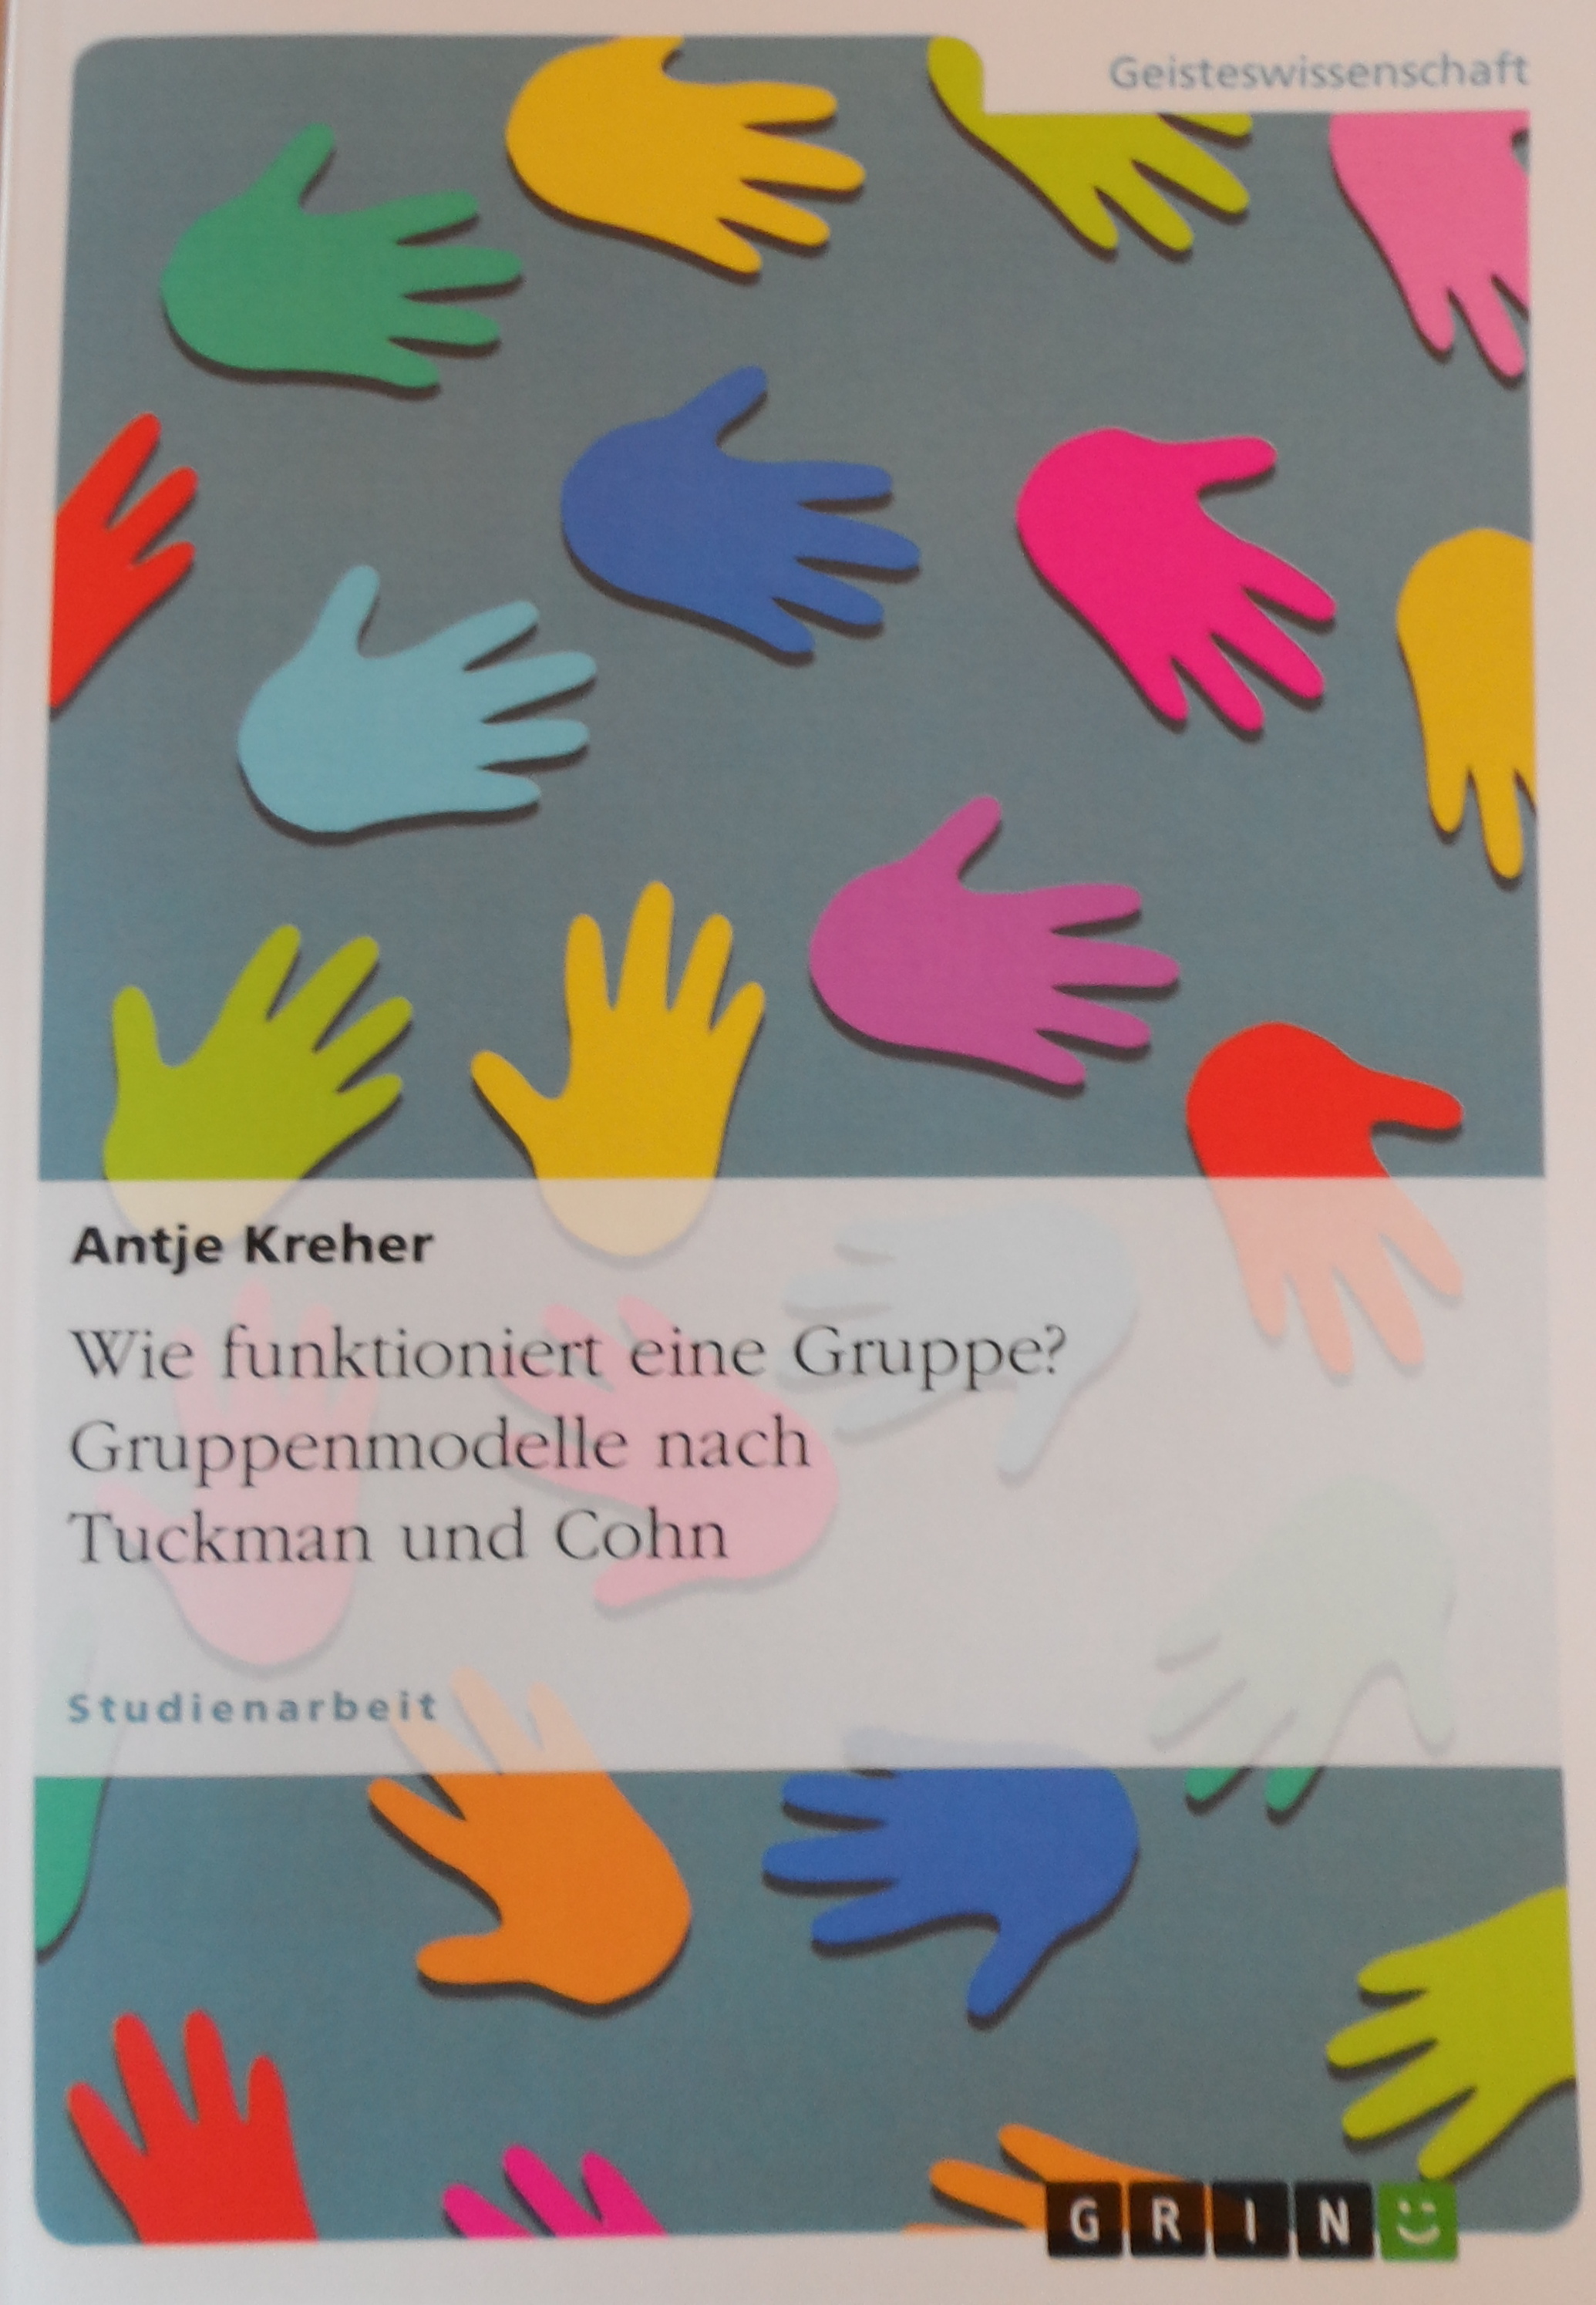 Geisteswissenschaft
Antje Kreher
Wie funktioniert eine Gruppe?
Gruppenmodelle nach
Tuckman und Cohn
Studienarbeit
GRIN